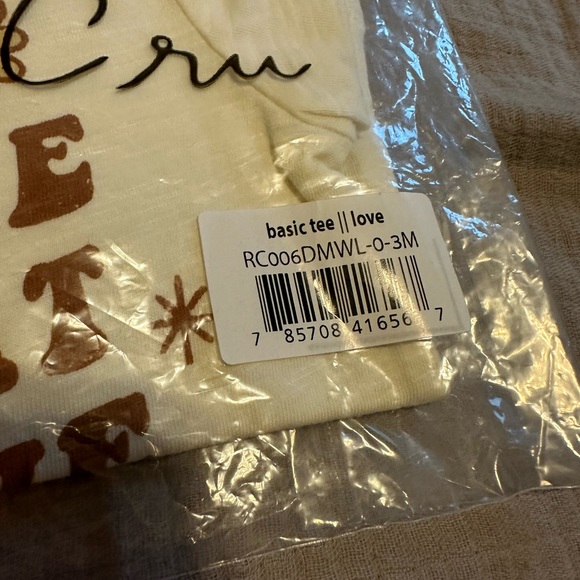 Cru
E
T
basic tee || love
RC006DMWL-0-3M
7 85708 41656 7